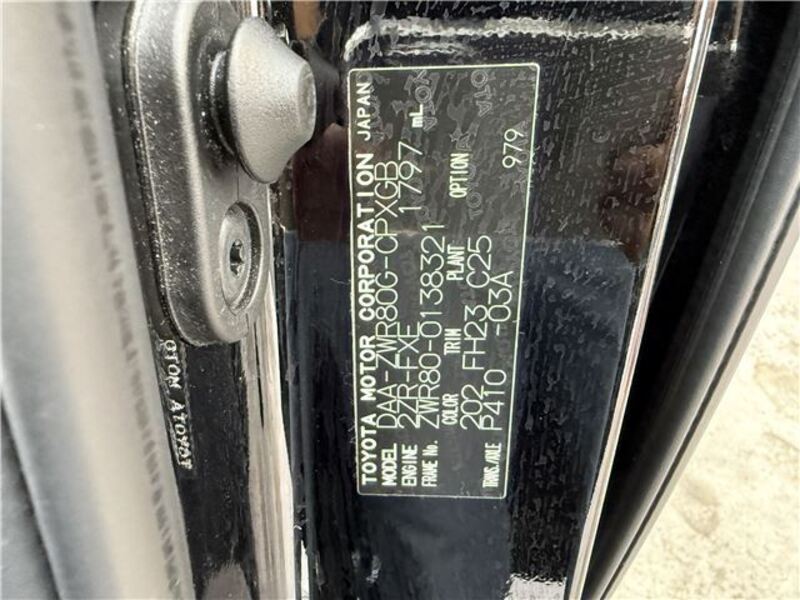 TOYOTA MOTOR CORPORATION JAPAN
MODEL DAA-ZWR80G-CPXGB
ENGINE 2ZR-FXE 1797 mL
FRAME No. ZWR80-0138321
COLOR TRIM PLANT OPTION
202 FH23 C25
TRANS./AXLE P410 -03A 979